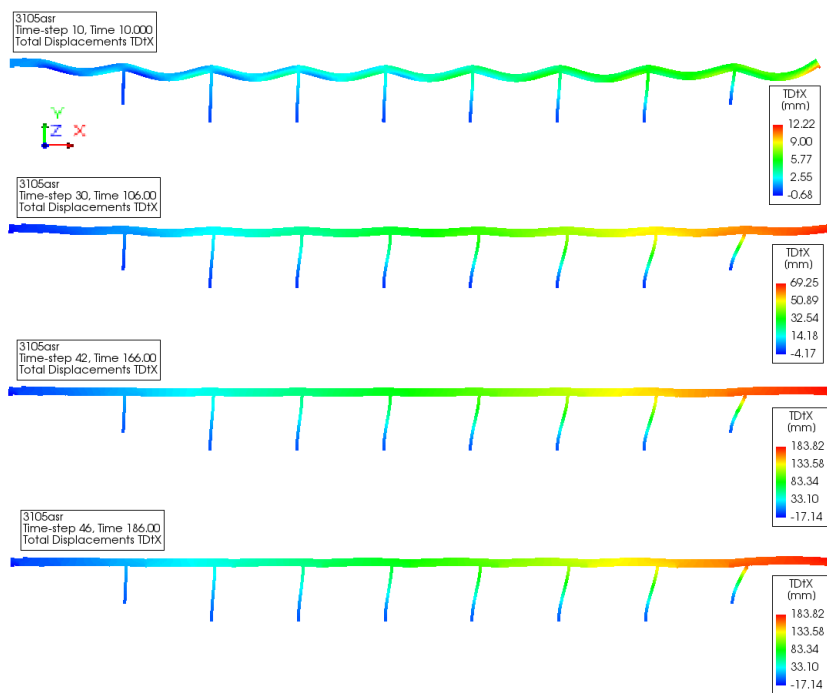 3105asr
Time-step 10, Time 10.000
Total Displacements TDtX
Y
Z X
TDtX
(mm)
12.22
9.00
5.77
2.55
-0.68
3105asr
Time-step 30, Time 106.00
Total Displacements TDtX
TDtX
(mm)
69.25
50.89
32.54
14.18
-4.17
3105asr
Time-step 42, Time 166.00
Total Displacements TDtX
TDtX
(mm)
183.82
133.58
83.34
33.10
-17.14
3105asr
Time-step 46, Time 186.00
Total Displacements TDtX
TDtX
(mm)
183.82
133.58
83.34
33.10
-17.14